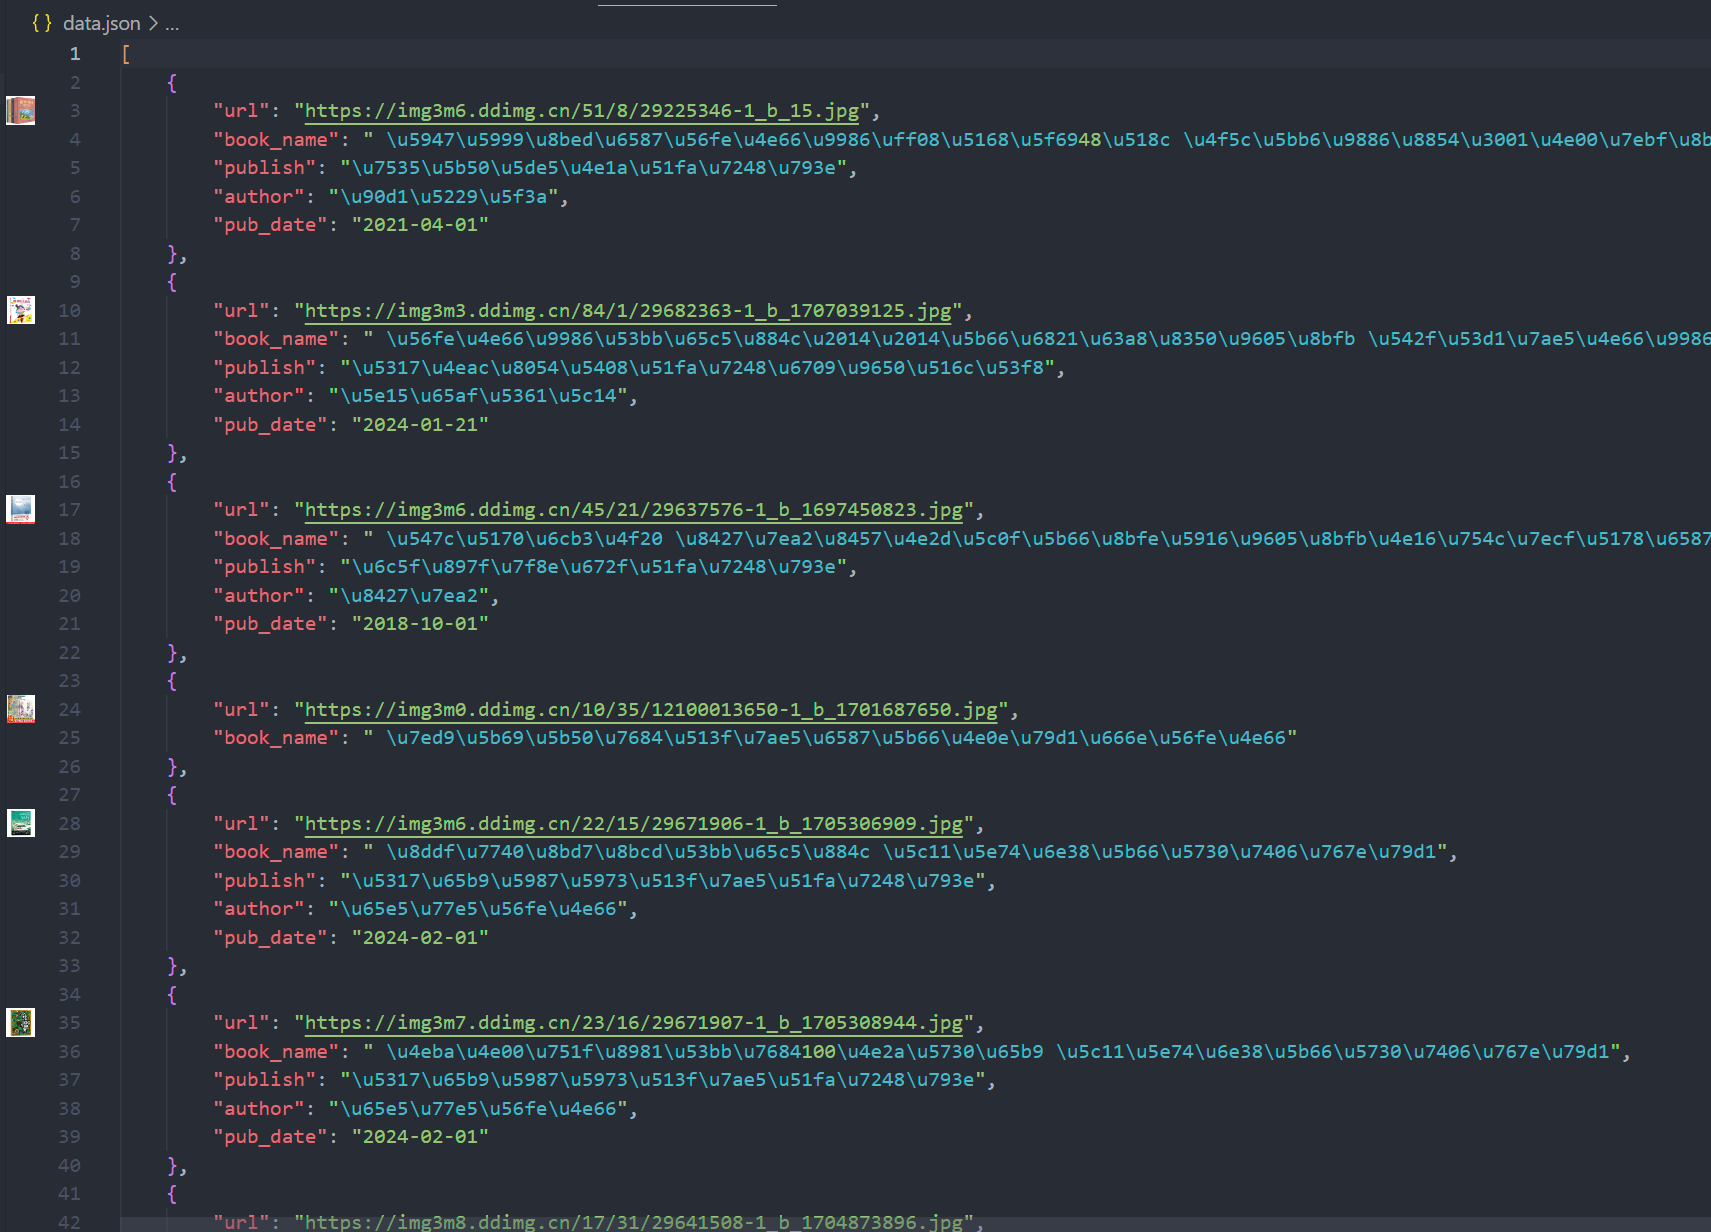 {} data.json > ...
1 [
2 {
3 "url": "https://img3m6.ddimg.cn/51/8/29225346-1_b_15.jpg",
4 "book_name": " \u5947\u5999\u8bed\u6587\u56fe\u4e66\u9986\uff08\u5168\u5f6948\u518c \u4f5c\u5bb6\u9886\u8854\u3001\u4e00\u7ebf\u8b
5 "publish": "\u7535\u5b50\u5de5\u4e1a\u51fa\u7248\u793e",
6 "author": "\u90d1\u5229\u5f3a",
7 "pub_date": "2021-04-01"
8 },
9 {
10 "url": "https://img3m3.ddimg.cn/84/1/29682363-1_b_1707039125.jpg",
11 "book_name": " \u56fe\u4e66\u9986\u53bb\u65c5\u884c\u2014\u2014\u5b66\u6821\u63a8\u8350\u9605\u8bfb \u542f\u53d1\u7ae5\u4e66\u9986
12 "publish": "\u5317\u4eac\u8054\u5408\u51fa\u7248\u6709\u9650\u516c\u53f8",
13 "author": "\u5e15\u65af\u5361\u5c14",
14 "pub_date": "2024-01-21"
15 },
16 {
17 "url": "https://img3m6.ddimg.cn/45/21/29637576-1_b_1697450823.jpg",
18 "book_name": " \u547c\u5170\u6cb3\u4f20 \u8427\u7ea2\u8457\u4e2d\u5c0f\u5b66\u8bfe\u5916\u9605\u8bfb\u4e16\u754c\u7ecf\u5178\u6587
19 "publish": "\u6c5f\u897f\u7f8e\u672f\u51fa\u7248\u793e",
20 "author": "\u8427\u7ea2",
21 "pub_date": "2018-10-01"
22 },
23 {
24 "url": "https://img3m0.ddimg.cn/10/35/12100013650-1_b_1701687650.jpg",
25 "book_name": " \u7ed9\u5b69\u5b50\u7684\u513f\u7ae5\u6587\u5b66\u4e0e\u79d1\u666e\u56fe\u4e66"
26 },
27 {
28 "url": "https://img3m6.ddimg.cn/22/15/29671906-1_b_1705306909.jpg",
29 "book_name": " \u8ddf\u7740\u8bd7\u8bcd\u53bb\u65c5\u884c \u5c11\u5e74\u6e38\u5b66\u5730\u7406\u767e\u79d1",
30 "publish": "\u5317\u65b9\u5987\u5973\u513f\u7ae5\u51fa\u7248\u793e",
31 "author": "\u65e5\u77e5\u56fe\u4e66",
32 "pub_date": "2024-02-01"
33 },
34 {
35 "url": "https://img3m7.ddimg.cn/23/16/29671907-1_b_1705308944.jpg",
36 "book_name": " \u4eba\u4e00\u751f\u8981\u53bb\u7684100\u4e2a\u5730\u65b9 \u5c11\u5e74\u6e38\u5b66\u5730\u7406\u767e\u79d1",
37 "publish": "\u5317\u65b9\u5987\u5973\u513f\u7ae5\u51fa\u7248\u793e",
38 "author": "\u65e5\u77e5\u56fe\u4e66",
39 "pub_date": "2024-02-01"
40 },
41 {
42 "url": "https://img3m8.ddimg.cn/17/31/29641508-1_b_1704873896.jpg",